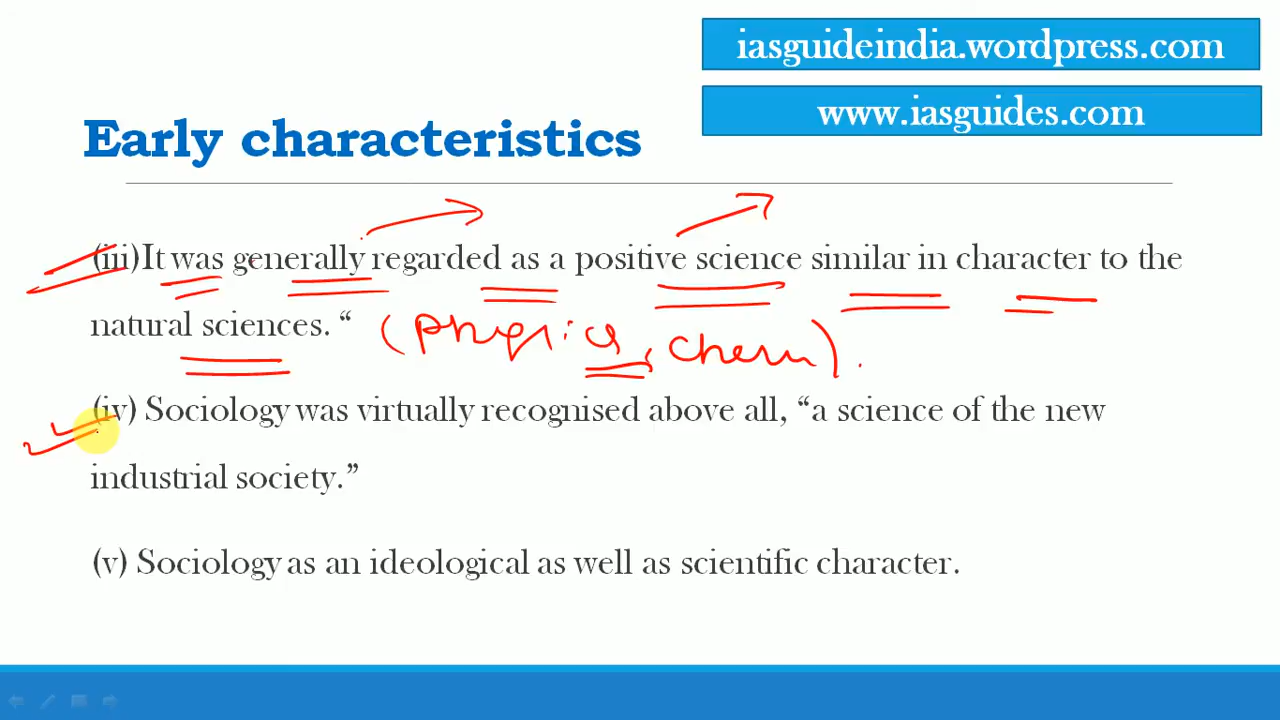 iasguideindia.wordpress.com
www.iasguides.com
Early characteristics
(iii)It was generally regarded as a positive science similar in character to the
natural sciences. “
(Physics, chem).
(iv) Sociology was virtually recognised above all, “a science of the new
industrial society.”
(v) Sociology as an ideological as well as scientific character.